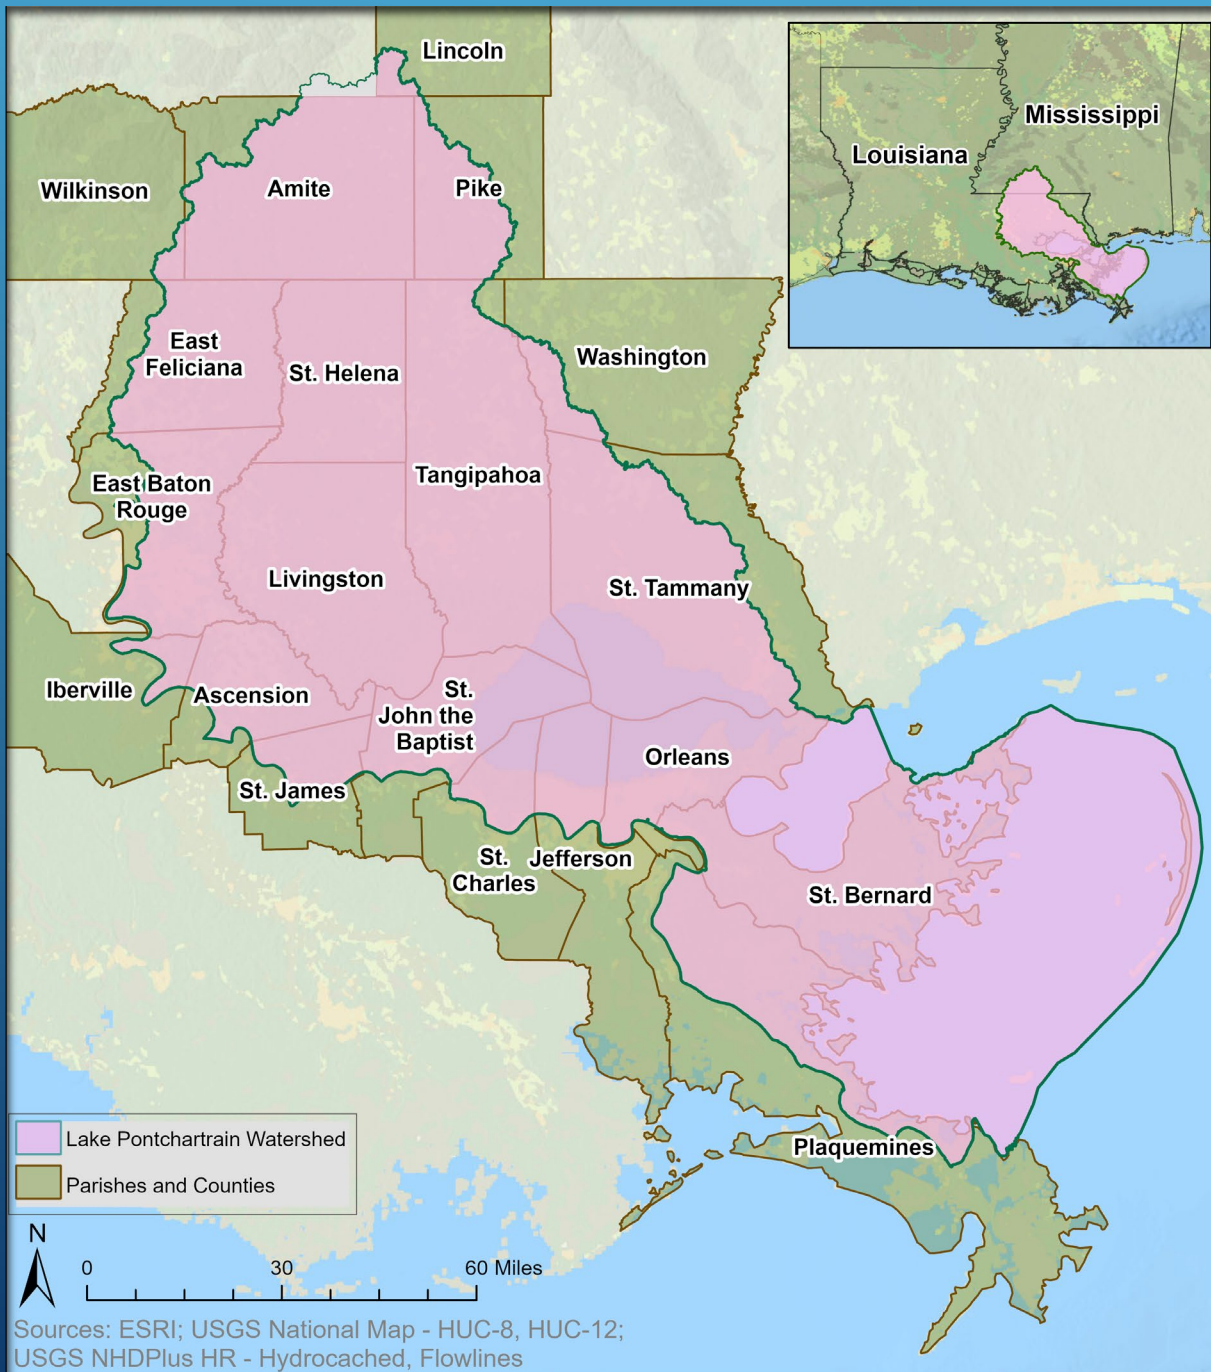 Lincoln
Mississippi
Louisiana
Wilkinson
Amite
Pike
East
Feliciana
St. Helena
Washington
East Baton
Rouge
Tangipahoa
Livingston
St. Tammany
Iberville
Ascension
St.
John the
Baptist
Orleans
St. James
St.
Charles
Jefferson
St. Bernard
Plaquemines
Lake Pontchartrain Watershed
Parishes and Counties
N
0 30 60 Miles
Sources: ESRI; USGS National Map - HUC-8, HUC-12;
USGS NHDPlus HR - Hydrocached, Flowlines